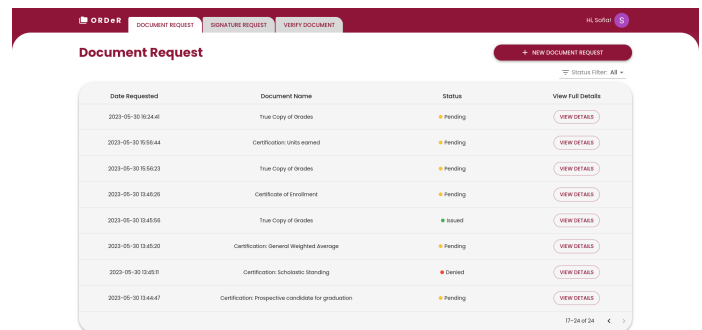 ORDeR DOCUMENT REQUEST SIGNATURE REQUEST VERIFY DOCUMENT Hi, Sofia! S
Document Request + NEW DOCUMENT REQUEST
Status Filter: All
Date Requested Document Name Status View Full Details
2023-05-30 16:24:41 True Copy of Grades Pending VIEW DETAILS
2023-05-30 15:56:44 Certification: Units earned Pending VIEW DETAILS
2023-05-30 15:56:23 True Copy of Grades Pending VIEW DETAILS
2023-05-30 13:46:26 Certificate of Enrollment Pending VIEW DETAILS
2023-05-30 13:45:56 True Copy of Grades Issued VIEW DETAILS
2023-05-30 13:45:20 Certification: General Weighted Average Pending VIEW DETAILS
2023-05-30 13:45:11 Certification: Scholastic Standing Denied VIEW DETAILS
2023-05-30 13:44:47 Certification: Prospective candidate for graduation Pending VIEW DETAILS
17–24 of 24 < >